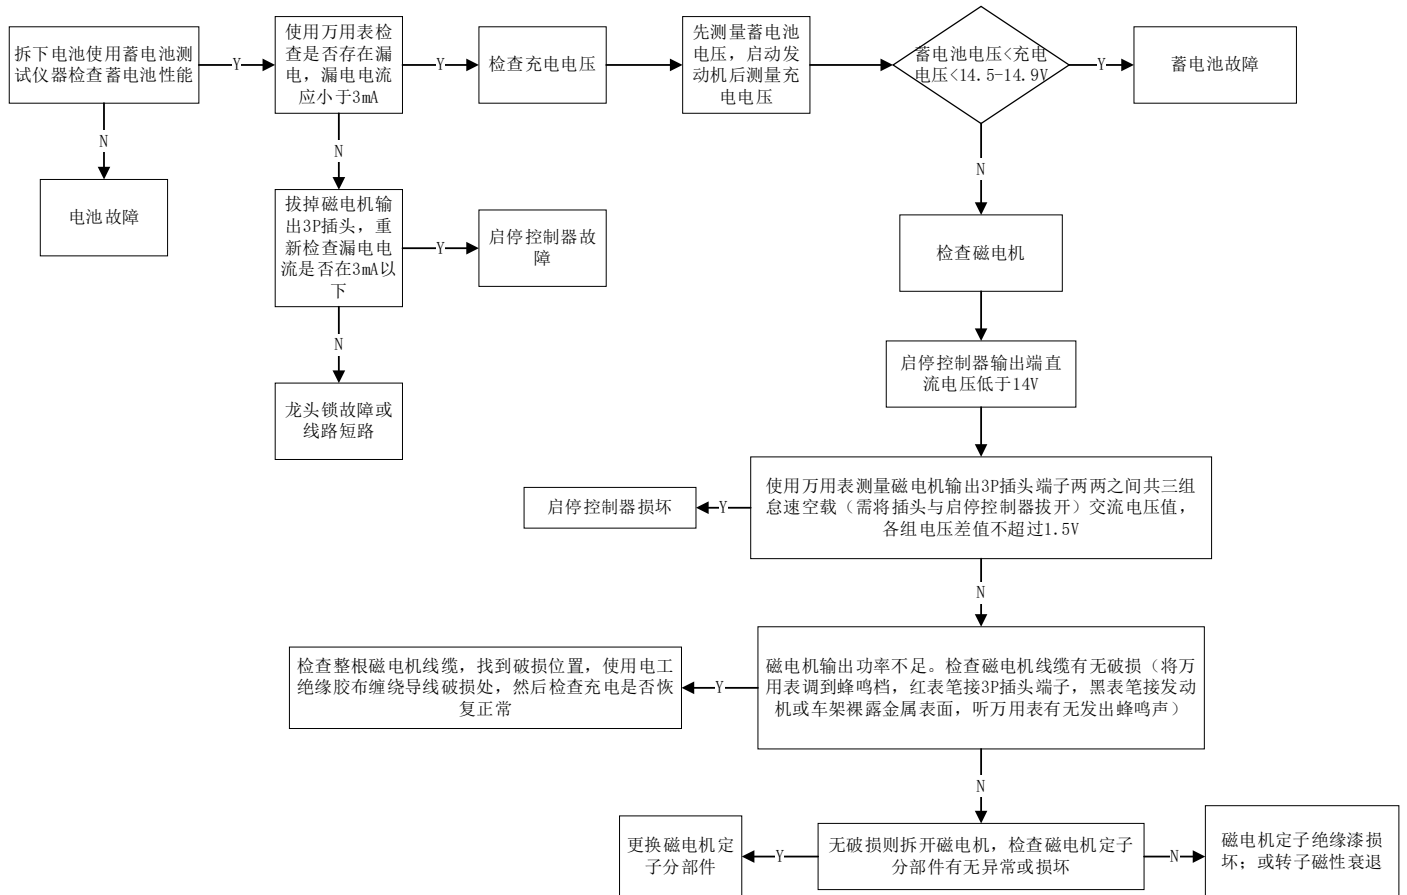 拆下电池使用蓄电池测
试仪器检查蓄电池性能
Y
使用万用表检
查是否存在漏
电，漏电电流
应小于3mA
Y
检查充电电压
先测量蓄电池
电压，启动发
动机后测量充
电电压
蓄电池电压<充电
电压<14.5-14.9V
Y
蓄电池故障
N
电池故障
N
拔掉磁电机输
出3P插头，重
新检查漏电电
流是否在3mA以
下
Y
启停控制器故
障
N
龙头锁故障或
线路短路
N
检查磁电机
启停控制器输出端直
流电压低于14V
使用万用表测量磁电机输出3P插头端子两两之间共三组
怠速空载（需将插头与启停控制器拔开）交流电压值，
各组电压差值不超过1.5V
Y
启停控制器损坏
N
磁电机输出功率不足。检查磁电机线缆有无破损（将万
用表调到蜂鸣档，红表笔接3P插头端子，黑表笔接发动
机或车架裸露金属表面，听万用表有无发出蜂鸣声）
Y
检查整根磁电机线缆，找到破损位置，使用电工
绝缘胶布缠绕导线破损处，然后检查充电是否恢
复正常
N
无破损则拆开磁电机，检查磁电机定子
分部件有无异常或损坏
Y
更换磁电机定
子分部件
N
磁电机定子绝缘漆损
坏；或转子磁性衰退